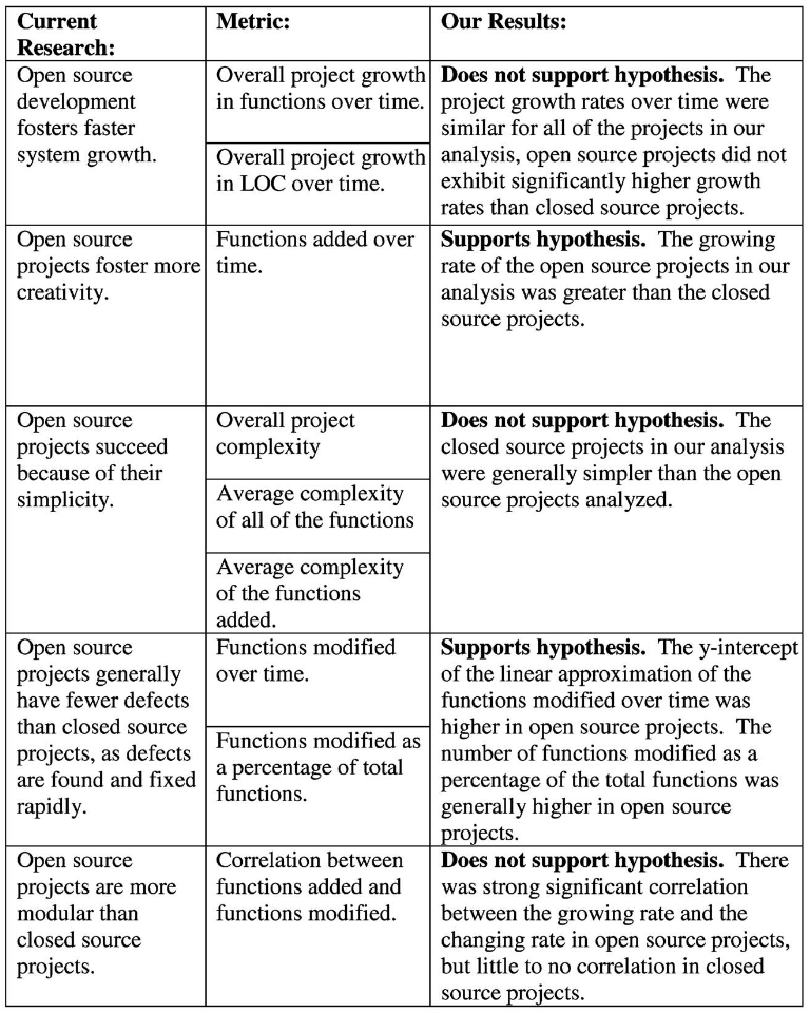 Current
Research:
Metric:
Our Results:
Open source
development
fosters faster
system growth.
Overall project growth
in functions over time.
Overall project growth
in LOC over time.
Does not support hypothesis. The
project growth rates over time were
similar for all of the projects in our
analysis, open source projects did not
exhibit significantly higher growth
rates than closed source projects.
Open source
projects foster more
creativity.
Functions added over
time.
Supports hypothesis. The growing
rate of the open source projects in our
analysis was greater than the closed
source projects.
Open source
projects succeed
because of their
simplicity.
Overall project
complexity
Average complexity
of all of the functions
Average complexity
of the functions
added.
Does not support hypothesis. The
closed source projects in our analysis
were generally simpler than the open
source projects analyzed.
Open source
projects generally
have fewer defects
than closed source
projects, as defects
are found and fixed
rapidly.
Functions modified
over time.
Functions modified as
a percentage of total
functions.
Supports hypothesis. The y-intercept
of the linear approximation of the
functions modified over time was
higher in open source projects. The
number of functions modified as a
percentage of the total functions was
generally higher in open source
projects.
Open source
projects are more
modular than
closed source
projects.
Correlation between
functions added and
functions modified.
Does not support hypothesis. There
was strong significant correlation
between the growing rate and the
changing rate in open source projects,
but little to no correlation in closed
source projects.